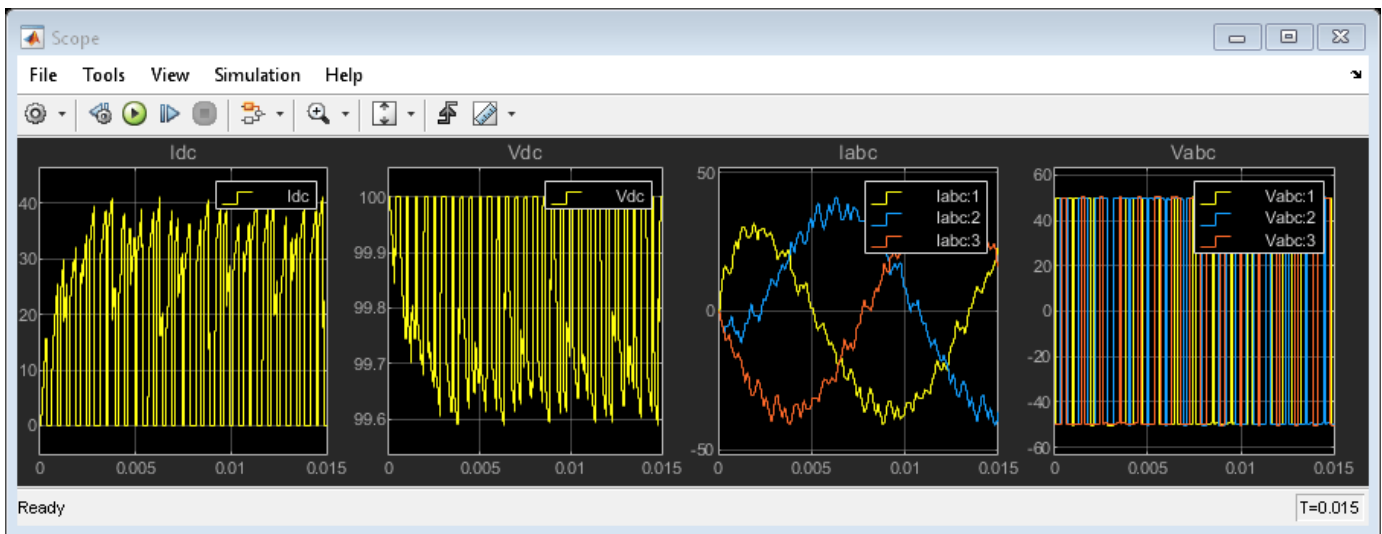 Scope
File Tools View Simulation Help
Idc
Idc
40
30
20
10
0
0 0.005 0.01 0.015
Vdc
Vdc
100
99.9
99.8
99.7
99.6
0 0.005 0.01 0.015
Iabc
Iabc:1
Iabc:2
Iabc:3
50
0
-50
0 0.005 0.01 0.015
Vabc
Vabc:1
Vabc:2
Vabc:3
60
40
20
0
-20
-40
-60
0 0.005 0.01 0.015
Ready T=0.015